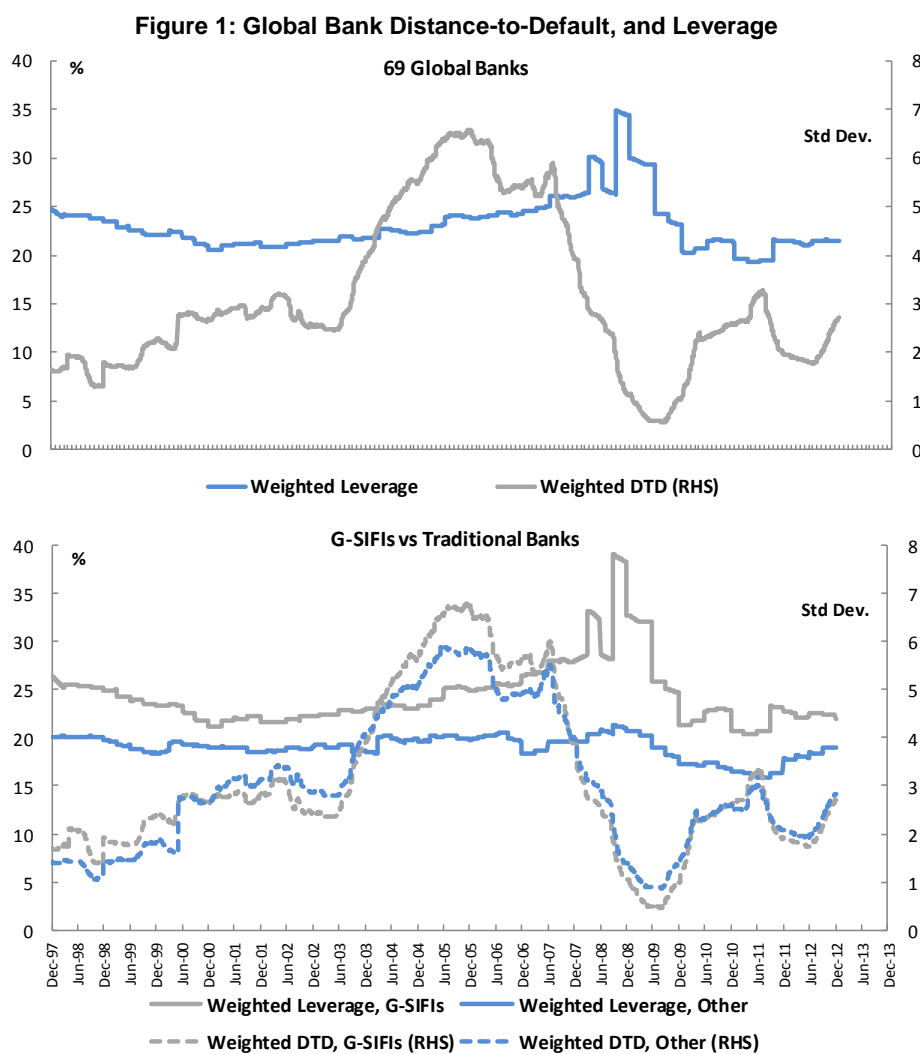 Figure 1: Global Bank Distance-to-Default, and Leverage
% 69 Global Banks
Std Dev.
40 8
35 7
30 6
25 5
20 4
15 3
10 2
5 1
0 0
Weighted Leverage Weighted DTD (RHS)
G-SIFIs vs Traditional Banks
%
Std Dev.
40 8
35 7
30 6
25 5
20 4
15 3
10 2
5 1
0 0
Dec-97 Jun-98 Dec-98 Jun-99 Dec-99 Jun-00 Dec-00 Jun-01 Dec-01 Jun-02 Dec-02 Jun-03 Dec-03 Jun-04 Dec-04 Jun-05 Dec-05 Jun-06 Dec-06 Jun-07 Dec-07 Jun-08 Dec-08 Jun-09 Dec-09 Jun-10 Dec-10 Jun-11 Dec-11 Jun-12 Dec-12 Jun-13 Dec-13
Weighted Leverage, G-SIFIs Weighted Leverage, Other
Weighted DTD, G-SIFIs (RHS) Weighted DTD, Other (RHS)